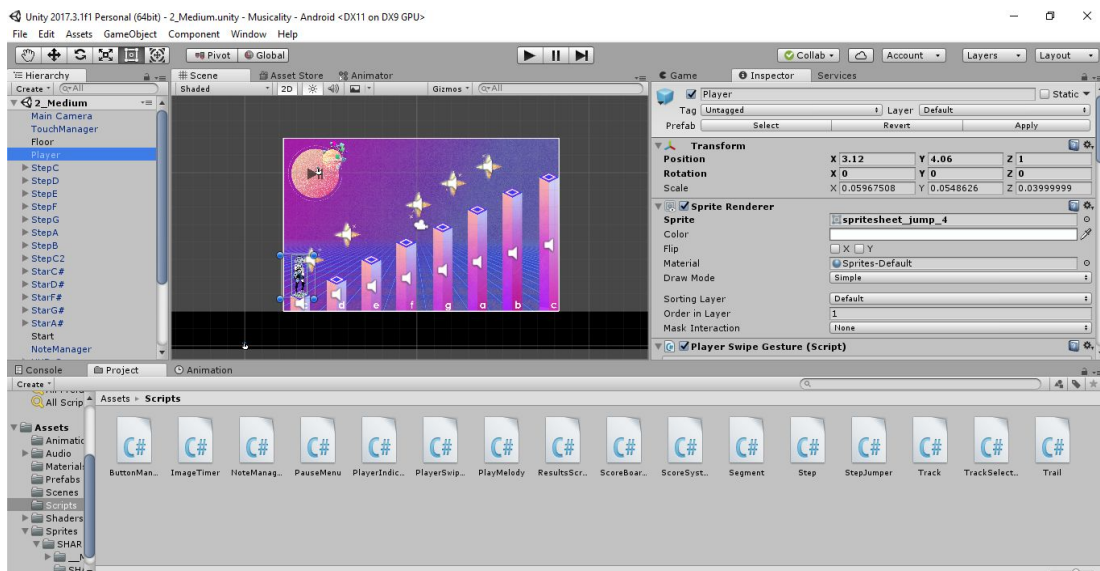 Unity 2017.3.1f1 Personal (64bit) - 2_Medium.unity - Musicality - Android <DX11 on DX9 GPU>
File Edit Assets GameObject Component Window Help
Pivot Global Collab Account Layers Layout
Hierarchy
Create All
2_Medium
Main Camera
TouchManager
Floor
Player
StepC
StepD
StepE
StepF
StepG
StepA
StepB
StepC2
StarC#
StarD#
StarF#
StarG#
StarA#
Start
NoteManager
Scene Asset Store Animator
Shaded 2D Gizmos All
d e f g a b c
Game Inspector Services
Player Static
Tag Untagged Layer Default
Prefab Select Revert Apply
Transform
Position X 3.12 Y 4.06 Z 1
Rotation X 0 Y 0 Z 0
Scale X 0.05967508 Y 0.0548626 Z 0.03999999
Sprite Renderer
Sprite spritesheet_jump_4
Color
Flip X Y
Material Sprites-Default
Draw Mode Simple
Sorting Layer Default
Order in Layer 1
Mask Interaction None
Player Swipe Gesture (Script)
Console Project Animation
Create
All Scrip
Assets
Animatic
Audio
Materials
Prefabs
Scenes
Scripts
Shaders
Sprites
SHAR
Assets Scripts
ButtonMan... ImageTimer NoteManag... PauseMenu PlayerIndic... PlayerSwip... PlayMelody ResultsScr... ScoreBoar... ScoreSyst... Segment Step StepJumper Track TrackSelect... Trail